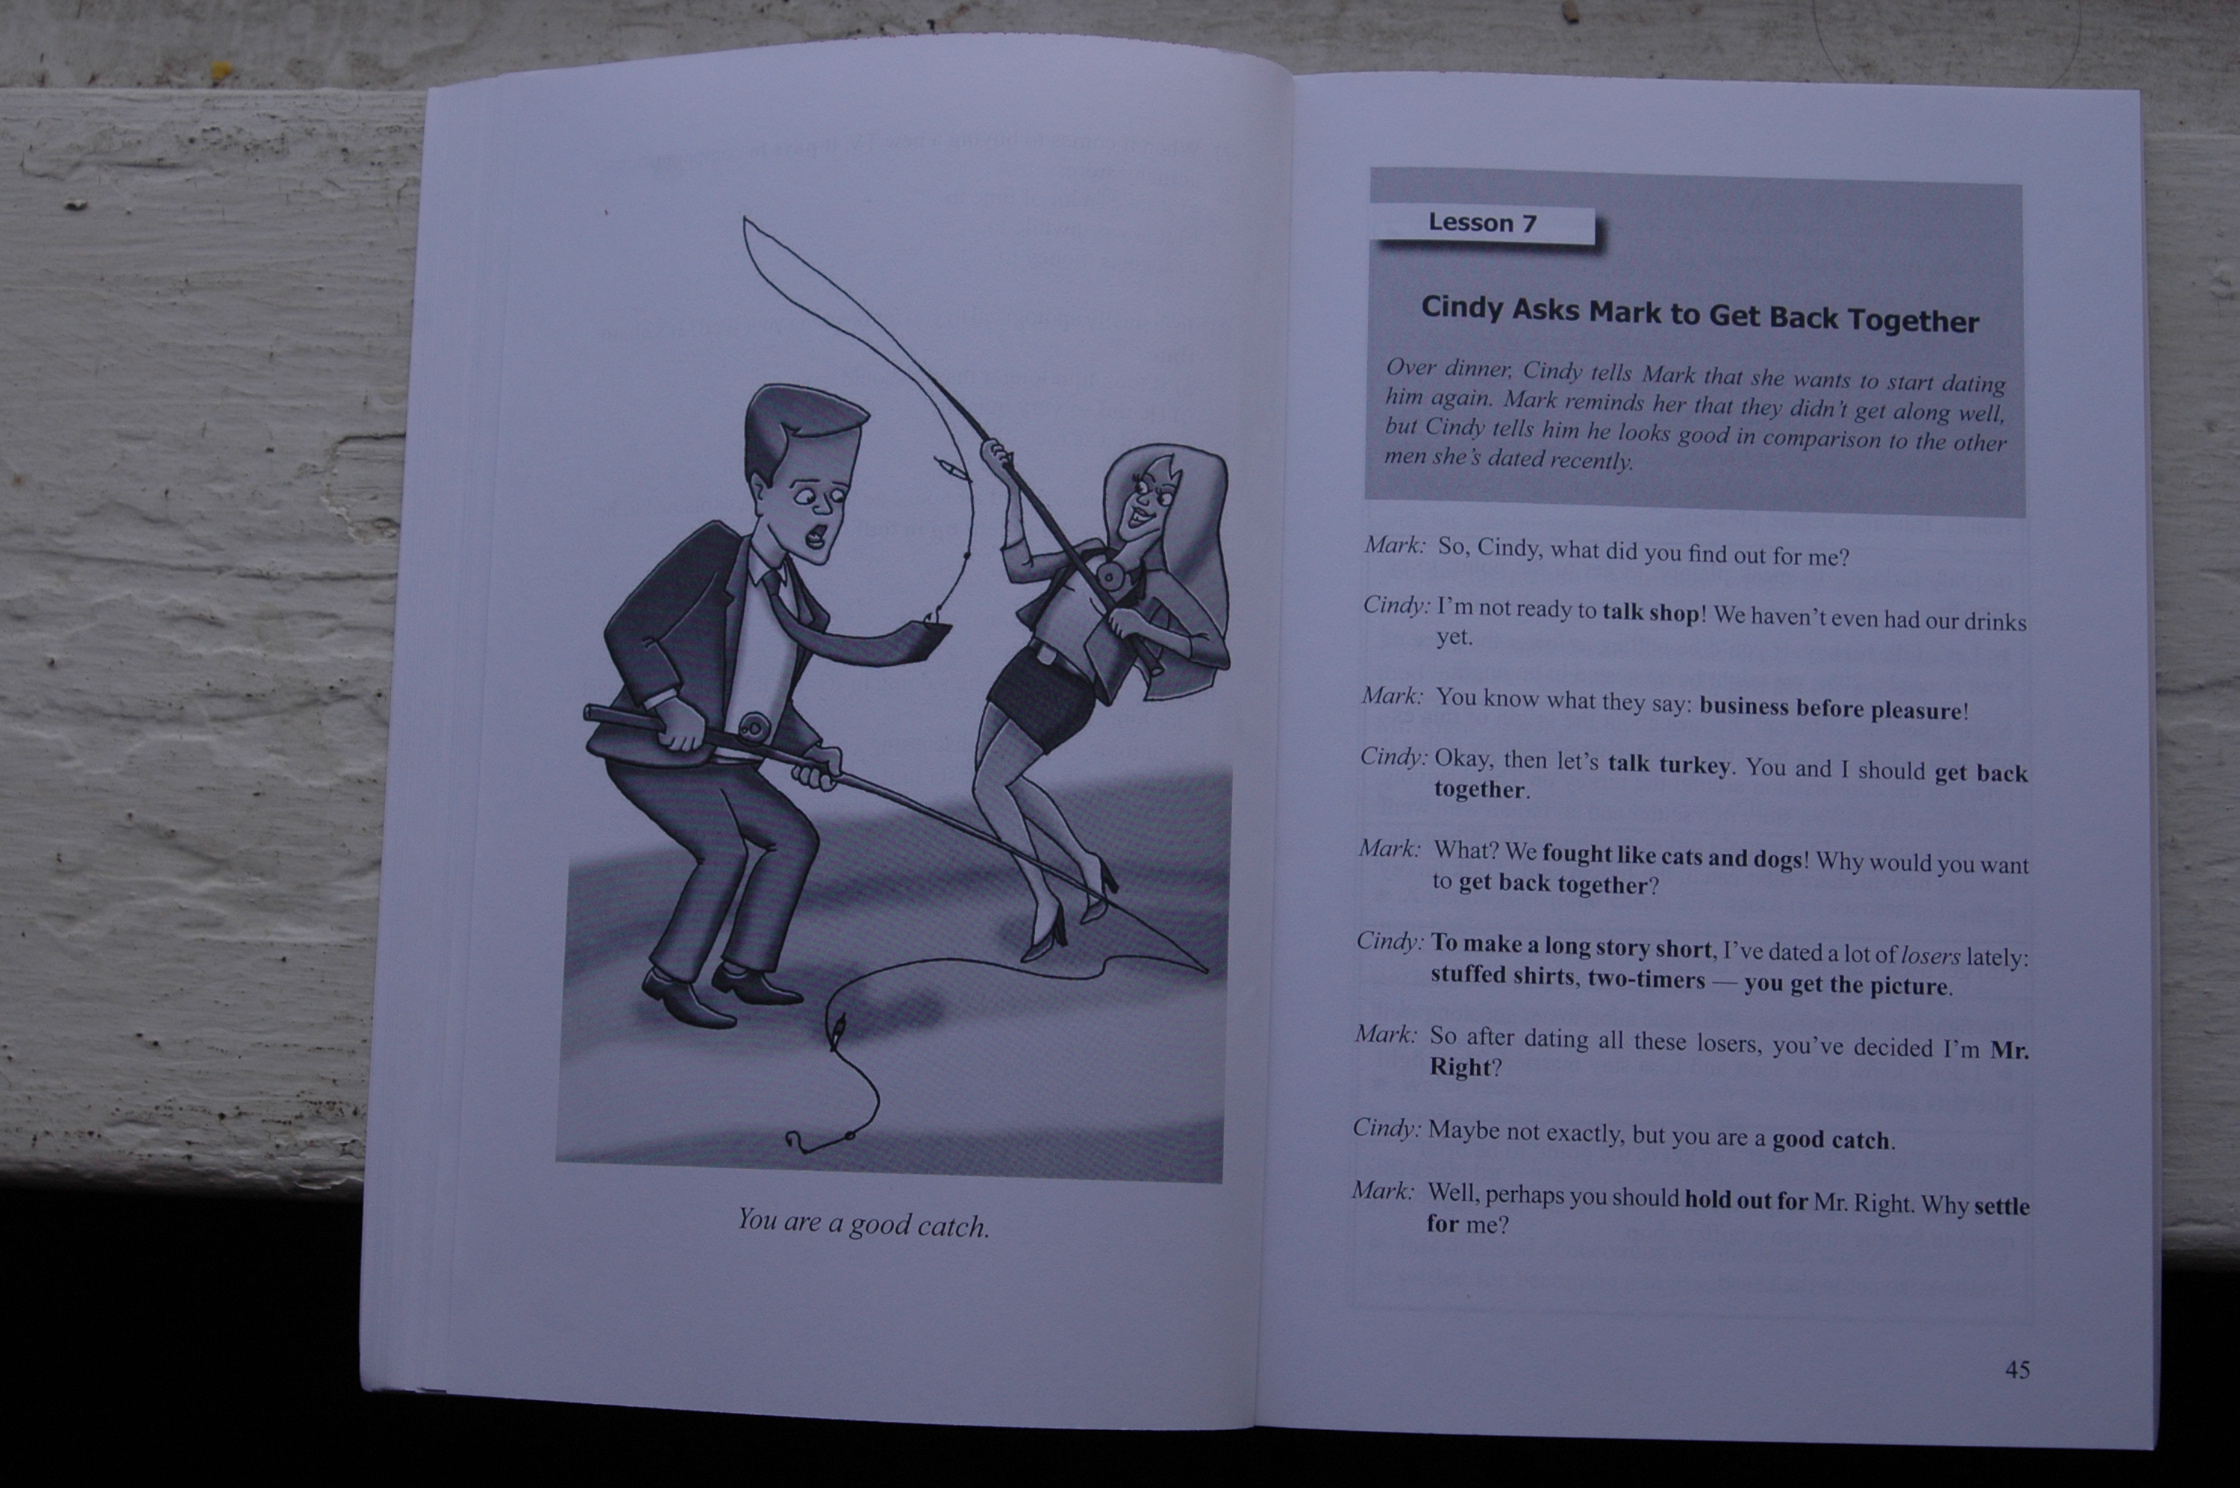 You are a good catch.
Lesson 7
Cindy Asks Mark to Get Back Together
Over dinner, Cindy tells Mark that she wants to start dating
him again. Mark reminds her that they didn't get along well,
but Cindy tells him he looks good in comparison to the other
men she's dated recently.
Mark: So, Cindy, what did you find out for me?
Cindy: I'm not ready to talk shop! We haven't even had our drinks
yet.
Mark: You know what they say: business before pleasure!
Cindy: Okay, then let's talk turkey. You and I should get back
together.
Mark: What? We fought like cats and dogs! Why would you want
to get back together?
Cindy: To make a long story short, I've dated a lot of losers lately:
stuffed shirts, two-timers — you get the picture.
Mark: So after dating all these losers, you've decided I'm Mr.
Right?
Cindy: Maybe not exactly, but you are a good catch.
Mark: Well, perhaps you should hold out for Mr. Right. Why settle
for me?
45